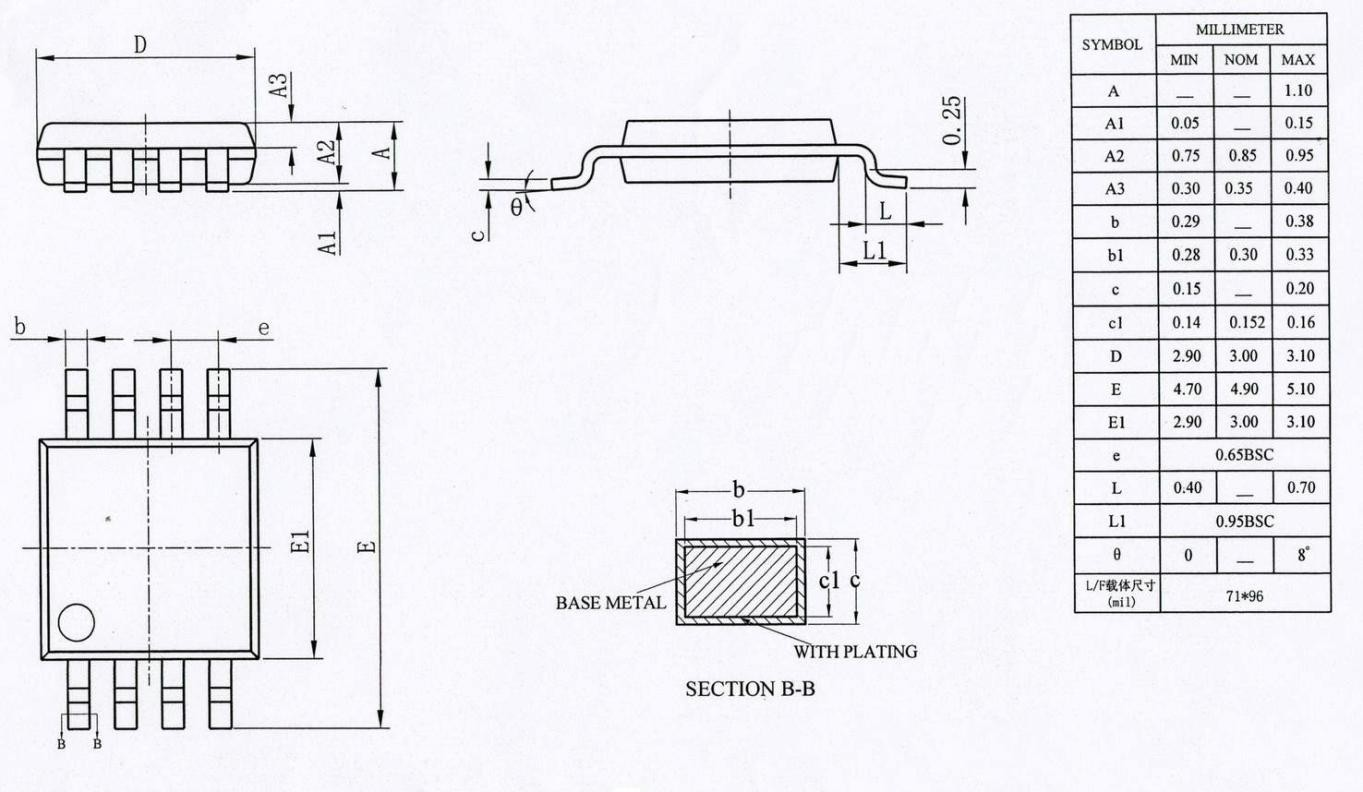 D
A3
A2
A
A1
c
θ
0.25
L
L1
b
e
E1
E
B B
b
b1
c1 c
BASE METAL
WITH PLATING
SECTION B-B
SYMBOL MILLIMETER
MIN NOM MAX
A — — 1.10
A1 0.05 — 0.15
A2 0.75 0.85 0.95
A3 0.30 0.35 0.40
b 0.29 — 0.38
b1 0.28 0.30 0.33
c 0.15 — 0.20
c1 0.14 0.152 0.16
D 2.90 3.00 3.10
E 4.70 4.90 5.10
E1 2.90 3.00 3.10
e 0.65BSC
L 0.40 — 0.70
L1 0.95BSC
θ 0 — 8°
L/F载体尺寸
(mil) 71*96